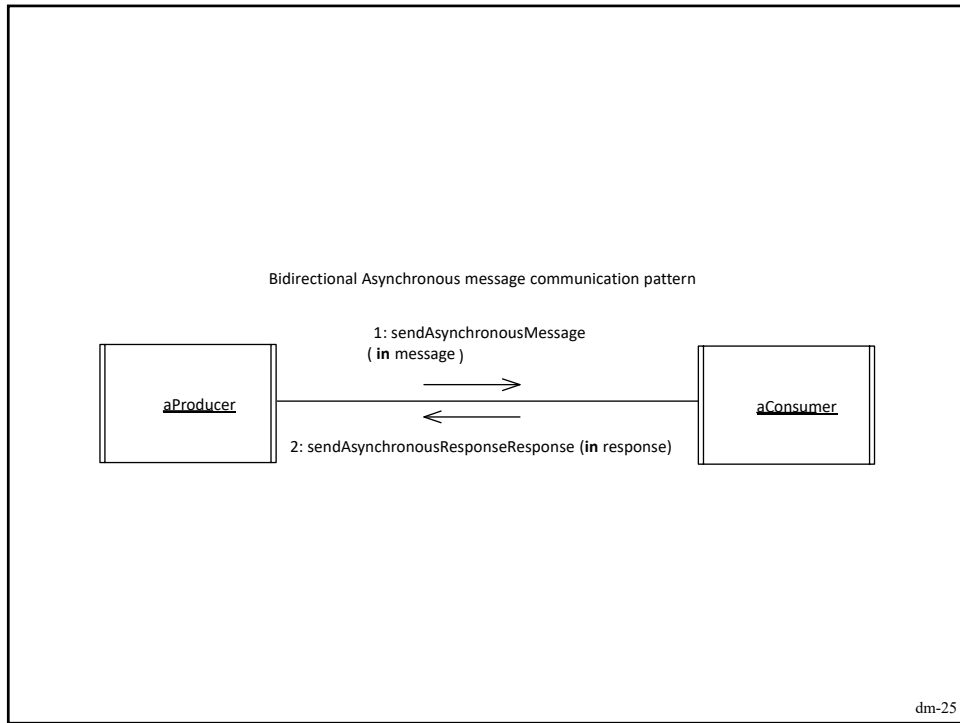 Bidirectional Asynchronous message communication pattern
1: sendAsynchronousMessage
( in message )
aProducer
aConsumer
2: sendAsynchronousResponseResponse (in response)
dm-25